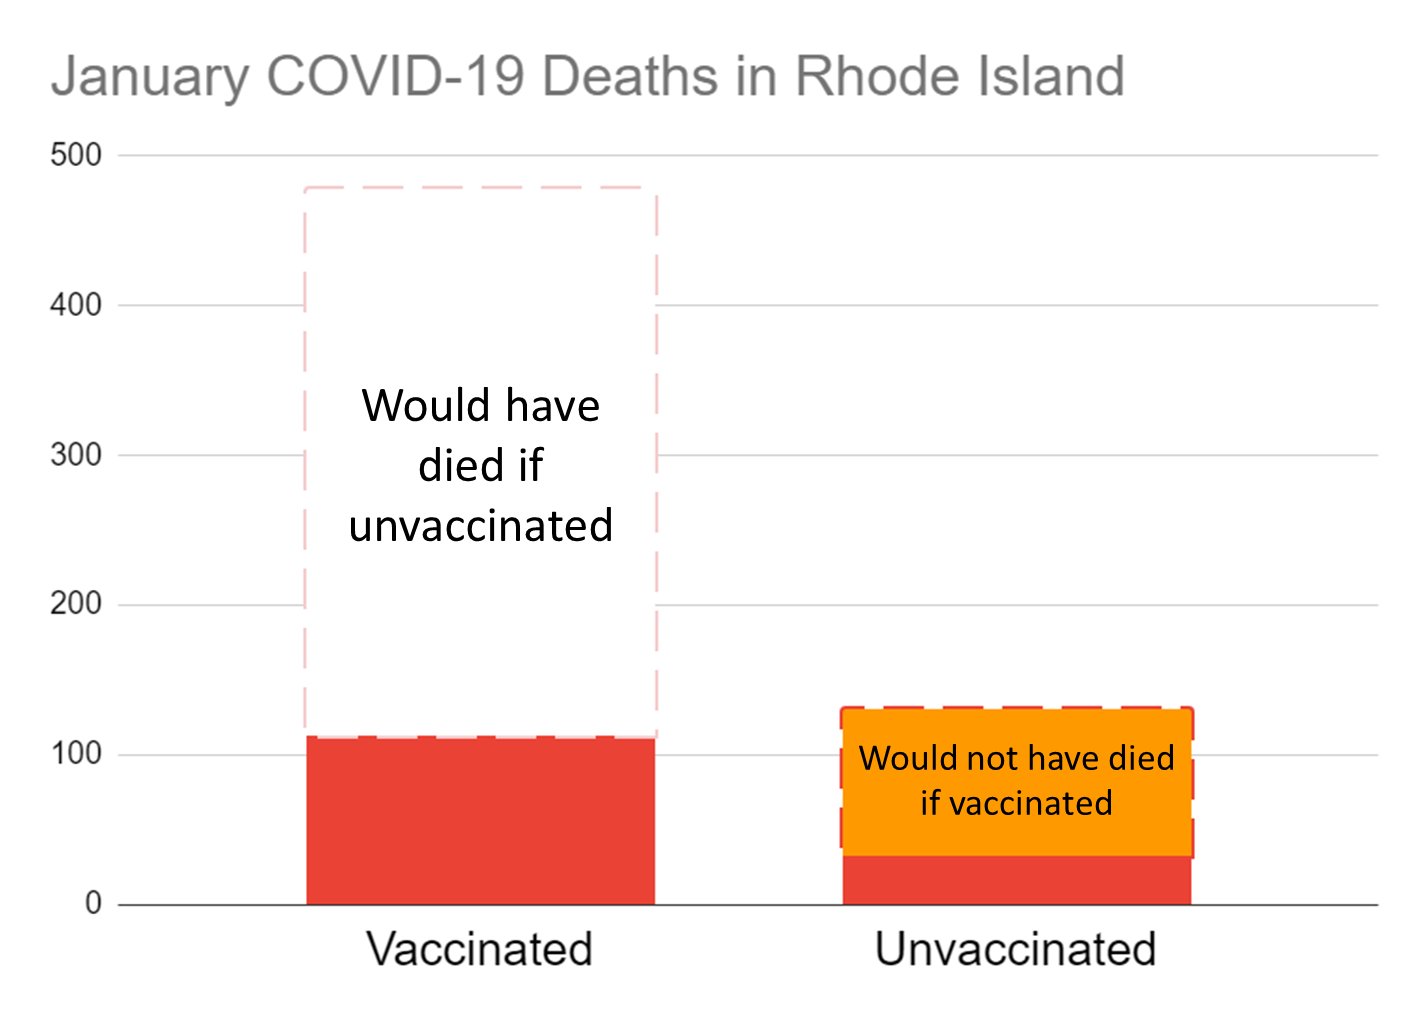 January COVID-19 Deaths in Rhode Island
500
400
300
200
100
0
Would have
died if
unvaccinated
Would not have died
if vaccinated
Vaccinated
Unvaccinated